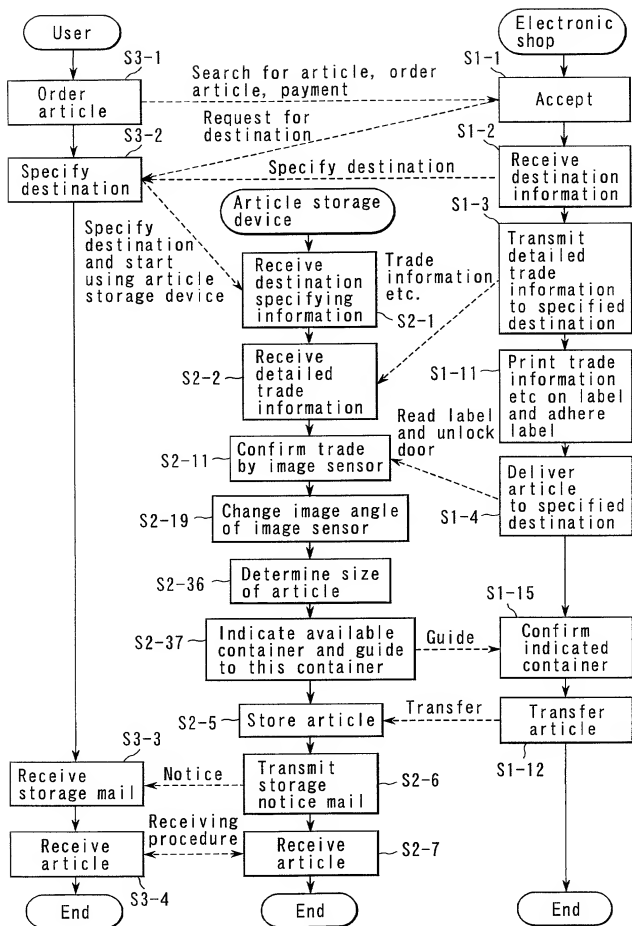 User
Electronic
shop
S3-1
S1-1
Order
article
Search for article, order
article, payment
Accept
S3-2
Request for
destination
S1-2
Specify
destination
Specify destination
Receive
destination
information
Article storage
device
S1-3
Specify
destination
and start
using article
storage device
Receive
destination
specifying
information
Trade
information
etc.
S2-1
Transmit
detailed
trade
information
to specified
destination
S2-2
Receive
detailed
trade
information
S1-11
Print trade
information
etc on label
and adhere
label
Read label
and unlock
door
S2-11
Confirm trade
by image sensor
S1-4
Deliver
article
to specified
destination
S2-19
Change image angle
of image sensor
S2-36
Determine size
of article
S1-15
S2-37
Indicate available
container and guide
to this container
Guide
Confirm
indicated
container
S2-5
Store article
Transfer
Transfer
article
S1-12
S3-3
Receive
storage mail
Notice
Transmit
storage
notice mail
S2-6
Receive
article
S3-4
Receiving
procedure
Receive
article
S2-7
End
End
End